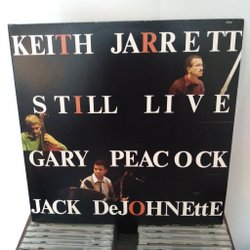 KEITH JARRETT
STILL LIVE
GARY PEACOCK
JACK DeJOHNEttE